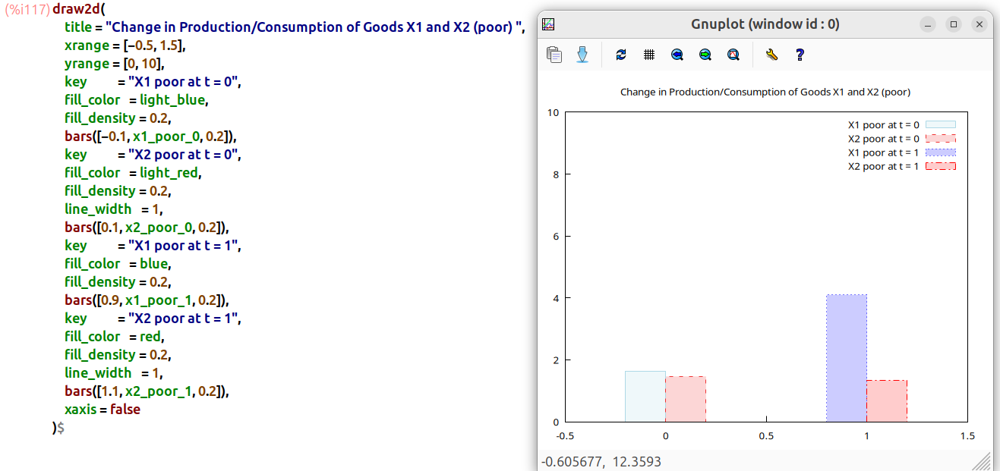 (%i117) draw2d(
title = "Change in Production/Consumption of Goods X1 and X2 (poor) ",
xrange = [−0.5, 1.5],
yrange = [0, 10],
key = "X1 poor at t = 0",
fill_color = light_blue,
fill_density = 0.2,
bars([−0.1, x1_poor_0, 0.2]),
key = "X2 poor at t = 0",
fill_color = light_red,
fill_density = 0.2,
line_width = 1,
bars([0.1, x2_poor_0, 0.2]),
key = "X1 poor at t = 1",
fill_color = blue,
fill_density = 0.2,
bars([0.9, x1_poor_1, 0.2]),
key = "X2 poor at t = 1",
fill_color = red,
fill_density = 0.2,
line_width = 1,
bars([1.1, x2_poor_1, 0.2]),
xaxis = false
)$
Gnuplot (window id : 0)
?
Change in Production/Consumption of Goods X1 and X2 (poor)
X1 poor at t = 0
X2 poor at t = 0
X1 poor at t = 1
X2 poor at t = 1
10
8
6
4
2
0
-0.5 0 0.5 1 1.5
-0.605677, 12.3593